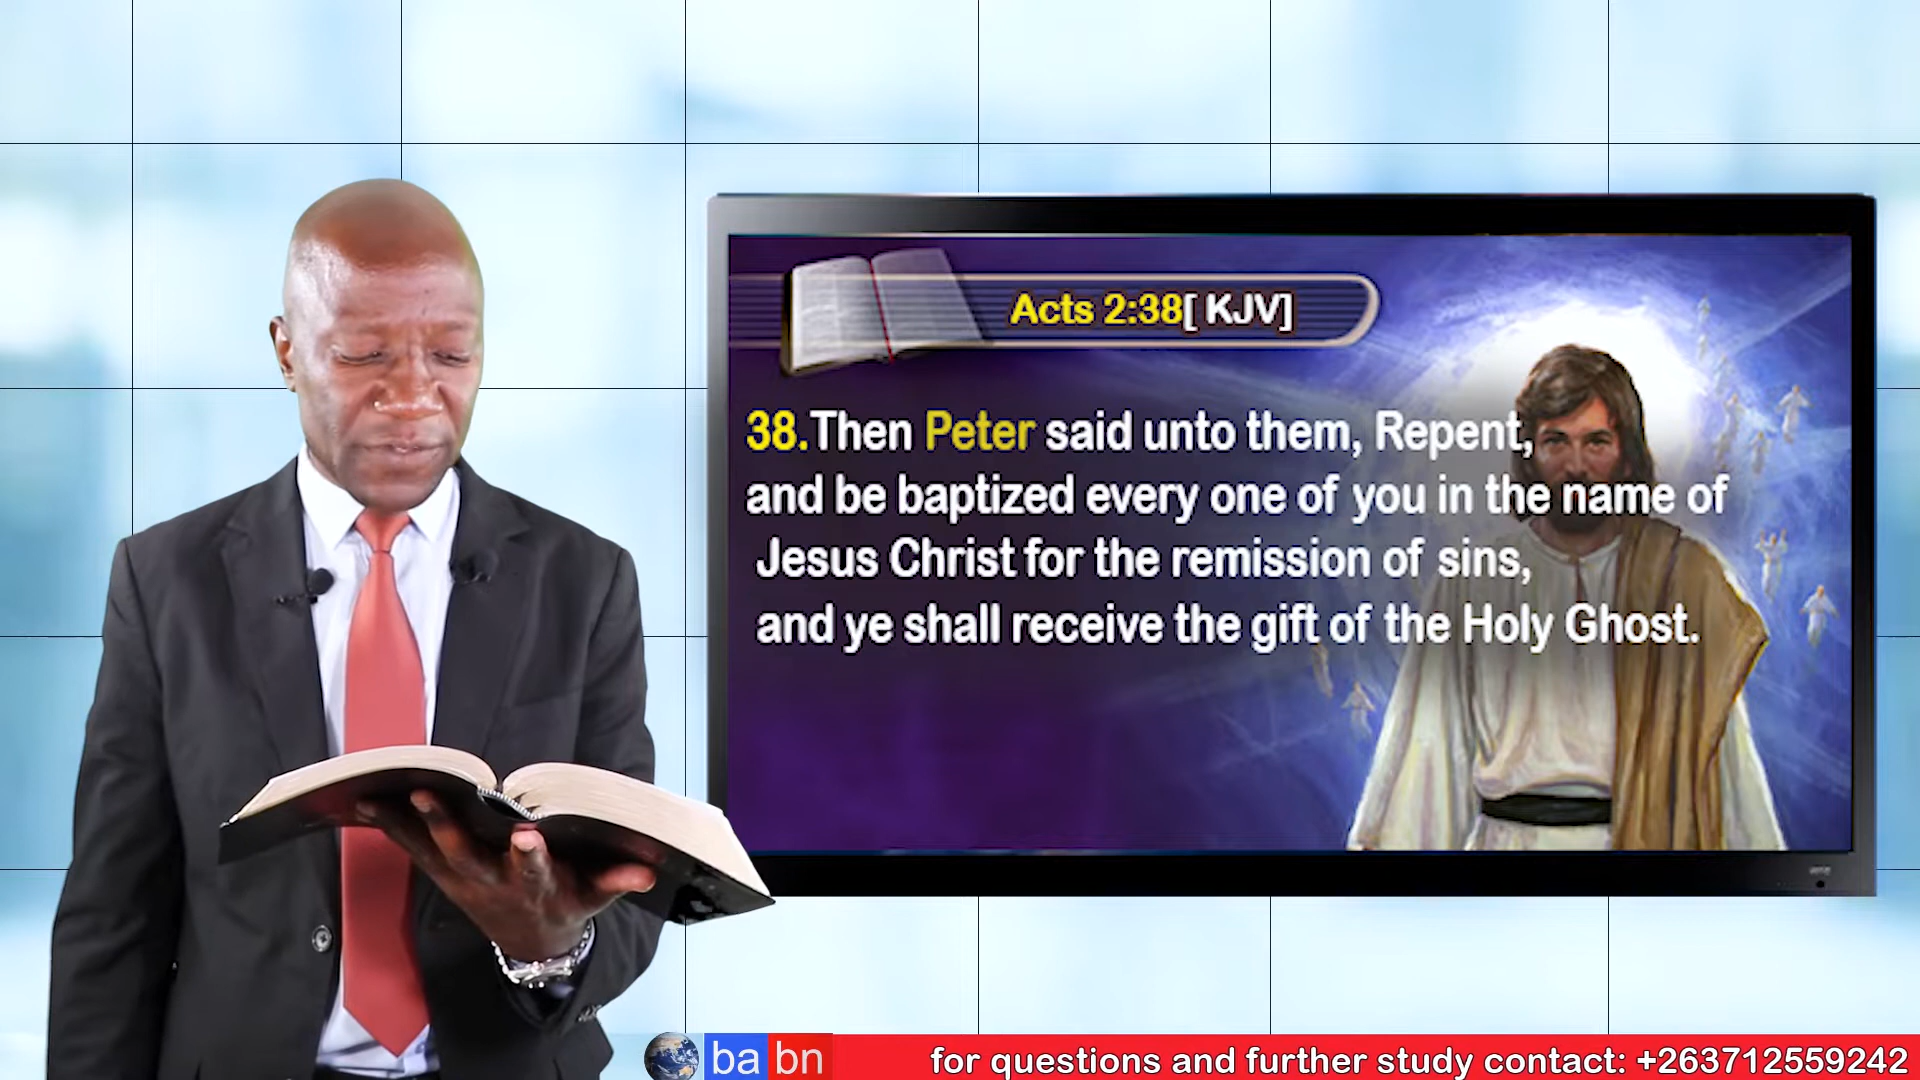 Acts 2:38[ KJV]
38.Then Peter said unto them, Repent,
and be baptized every one of you in the name of
Jesus Christ for the remission of sins,
and ye shall receive the gift of the Holy Ghost.
babn for questions and further study contact: +263712559242